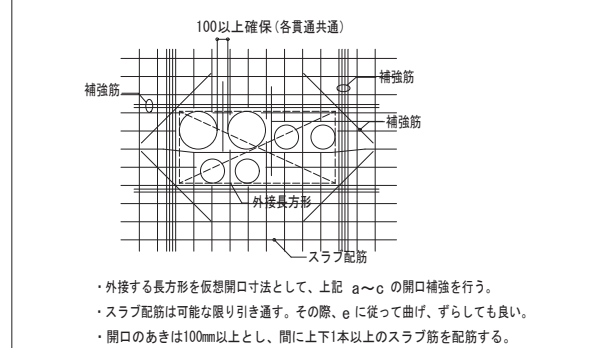 100以上確保(各貫通共通)
補強筋
補強筋
補強筋
外接長方形
スラブ配筋
・外接する長方形を仮想開口寸法として、上記 a～c の開口補強を行う。
・スラブ配筋は可能な限り引き通す。その際、e に従って曲げ、ずらしても良い。
・開口のあきは100mm以上とし、間に上下1本以上のスラブ筋を配筋する。